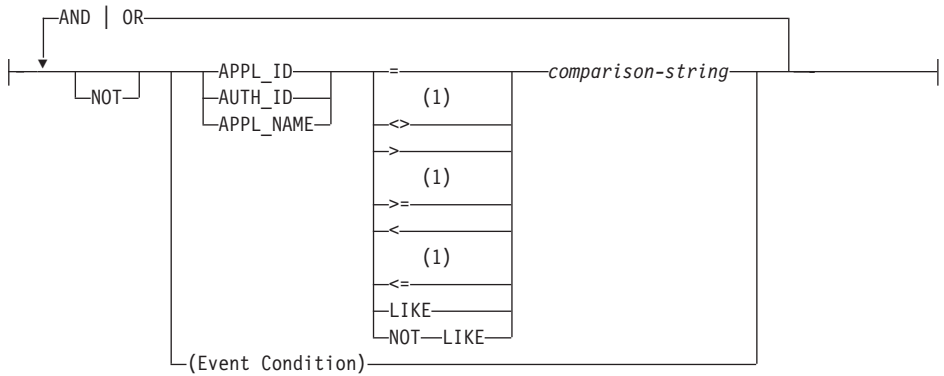 AND | OR
NOT APPL_ID = comparison-string
AUTH_ID (1)
APPL_NAME <>
>
(1)
>=
<
(1)
<=
LIKE
NOT LIKE
(Event Condition)